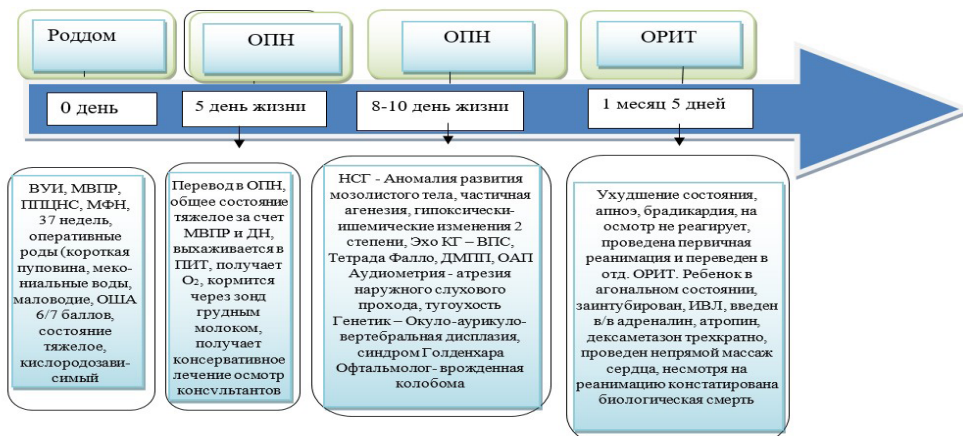 Роддом
ОПН
ОПН
ОРИТ
0 день
5 день жизни
8-10 день жизни
1 месяц 5 дней
ВУИ, МВПР,
ППЦНС, МФН,
37 недель,
оперативные
роды (короткая
пуповина, меко-
ниальные воды,
маловодие, ОША
6/7 баллов,
состояние
тяжелое,
кислородозави-
симый
Перевод в ОПН,
общее состояние
тяжелое за счет
МВПР и ДН,
выхаживается в
ПИТ, получает
О₂, кормится
через зонд
грудным
молоком,
получает
консервативное
лечение осмотр
консультантов
НСГ - Аномалия развития
мозолистого тела, частичная
агенезия, гипоксически-
ишемические изменения 2
степени, Эхо КГ – ВПС,
Тетрада Фалло, ДМПП, ОАП
Аудиометрия - атрезия
наружного слухового
прохода, тугоухость
Генетик – Окуло-аурикуло-
вертебральная дисплазия,
синдром Голденхара
Офтальмолог- врожденная
колобома
Ухудшение состояния,
апноэ, брадикардия, на
осмотр не реагирует,
проведена первичная
реанимация и переведен в
отд. ОРИТ. Ребенок в
агональном состоянии,
заинтубирован, ИВЛ, введен
в/в адреналин, атропин,
дексаметазон трехкратно,
проведен непрямой массаж
сердца, несмотря на
реанимацию констатирована
биологическая смерть